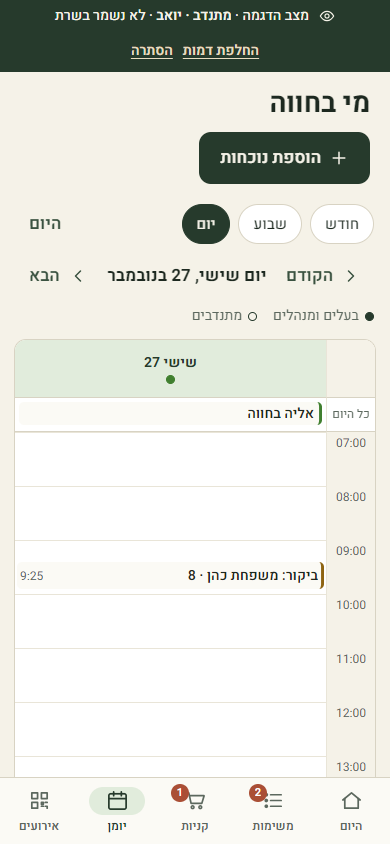 מצב הדגמה · מתנדב · יואב · לא נשמר בשרת
החלפת דמות הסתרה
מי בחווה
+ הוספת נוכחות
חודש שבוע יום היום
הקודם יום שישי, 27 בנובמבר הבא
בעלים ומנהלים מתנדבים
שישי 27
כל היום אליה בחווה
07:00
08:00
09:00
ביקור: משפחת כהן · 8 9:25
10:00
11:00
12:00
13:00
2 1
היום משימות קניות יומן אירועים